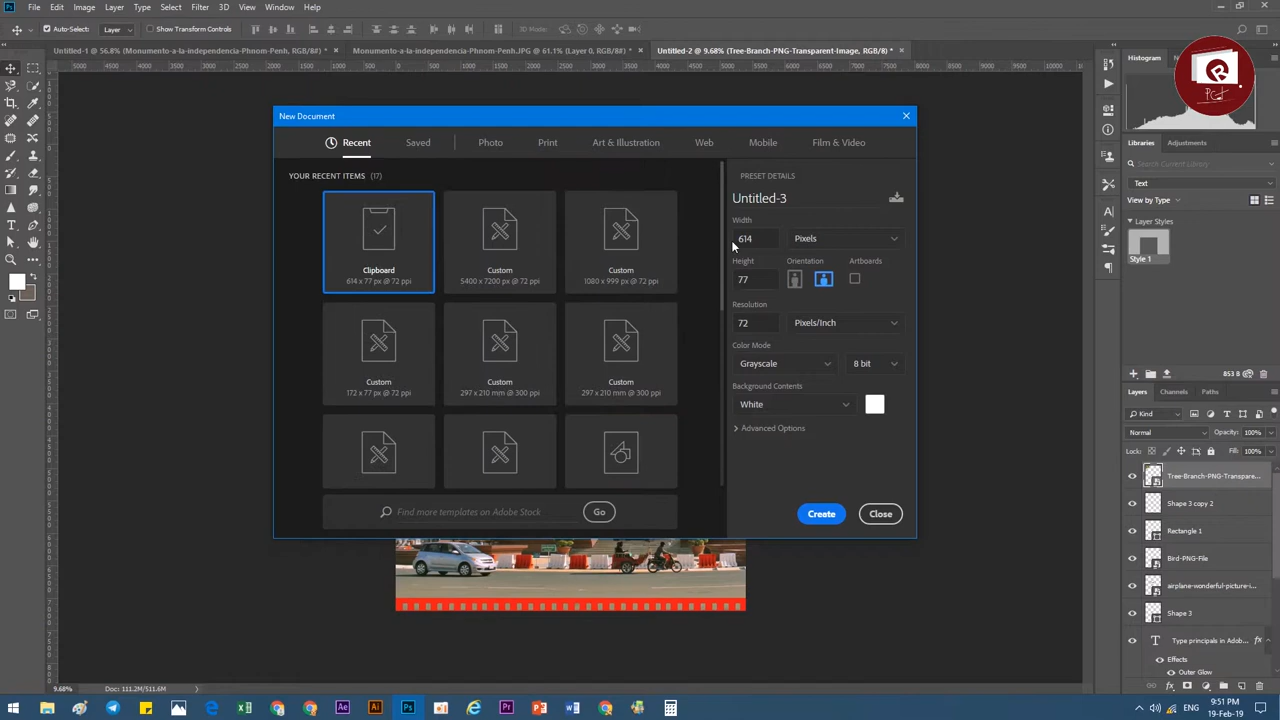 Ps File Edit Image Layer Type Select Filter 3D View Window Help
Auto-Select: Layer Show Transform Controls 3D Mode:
Untitled-1 @ 56.8% (Monumento-a-la-independencia-Phnom-Penh, RGB/8#) * × Monumento-a-la-independencia-Phnom-Penh.JPG @ 61.1% (Layer 0, RGB/8#) * × Untitled-2 @ 9.68% (Tree-Branch-PNG-Transparent-Image, RGB/8) * ×
New Document
Recent Saved Photo Print Art & Illustration Web Mobile Film & Video
YOUR RECENT ITEMS (17)
Clipboard
614 x 77 px @ 72 ppi
Custom
5400 x 7200 px @ 72 ppi
Custom
1080 x 999 px @ 72 ppi
Custom
172 x 77 px @ 72 ppi
Custom
297 x 210 mm @ 300 ppi
Custom
297 x 210 mm @ 300 ppi
Find more templates on Adobe Stock Go
PRESET DETAILS
Untitled-3
Width
614 Pixels
Height Orientation Artboards
77
Resolution
72 Pixels/Inch
Color Mode
Grayscale 8 bit
Background Contents
White
Advanced Options
Create Close
Histogram
Libraries Adjustments
Search Current Library
Text
View by Type
Layer Styles
Style 1
853 B
Layers Channels Paths
Kind
Normal Opacity: 100%
Lock: Fill: 100%
Tree-Branch-PNG-Transpare...
Shape 3 copy 2
Rectangle 1
Bird-PNG-File
airplane-wonderful-picture-i...
Shape 3
Type principals in Adob... fx
Effects
Outer Glow
9.68% Doc: 111.2M/511.6M
ENG 9:51 PM
19-Feb-19